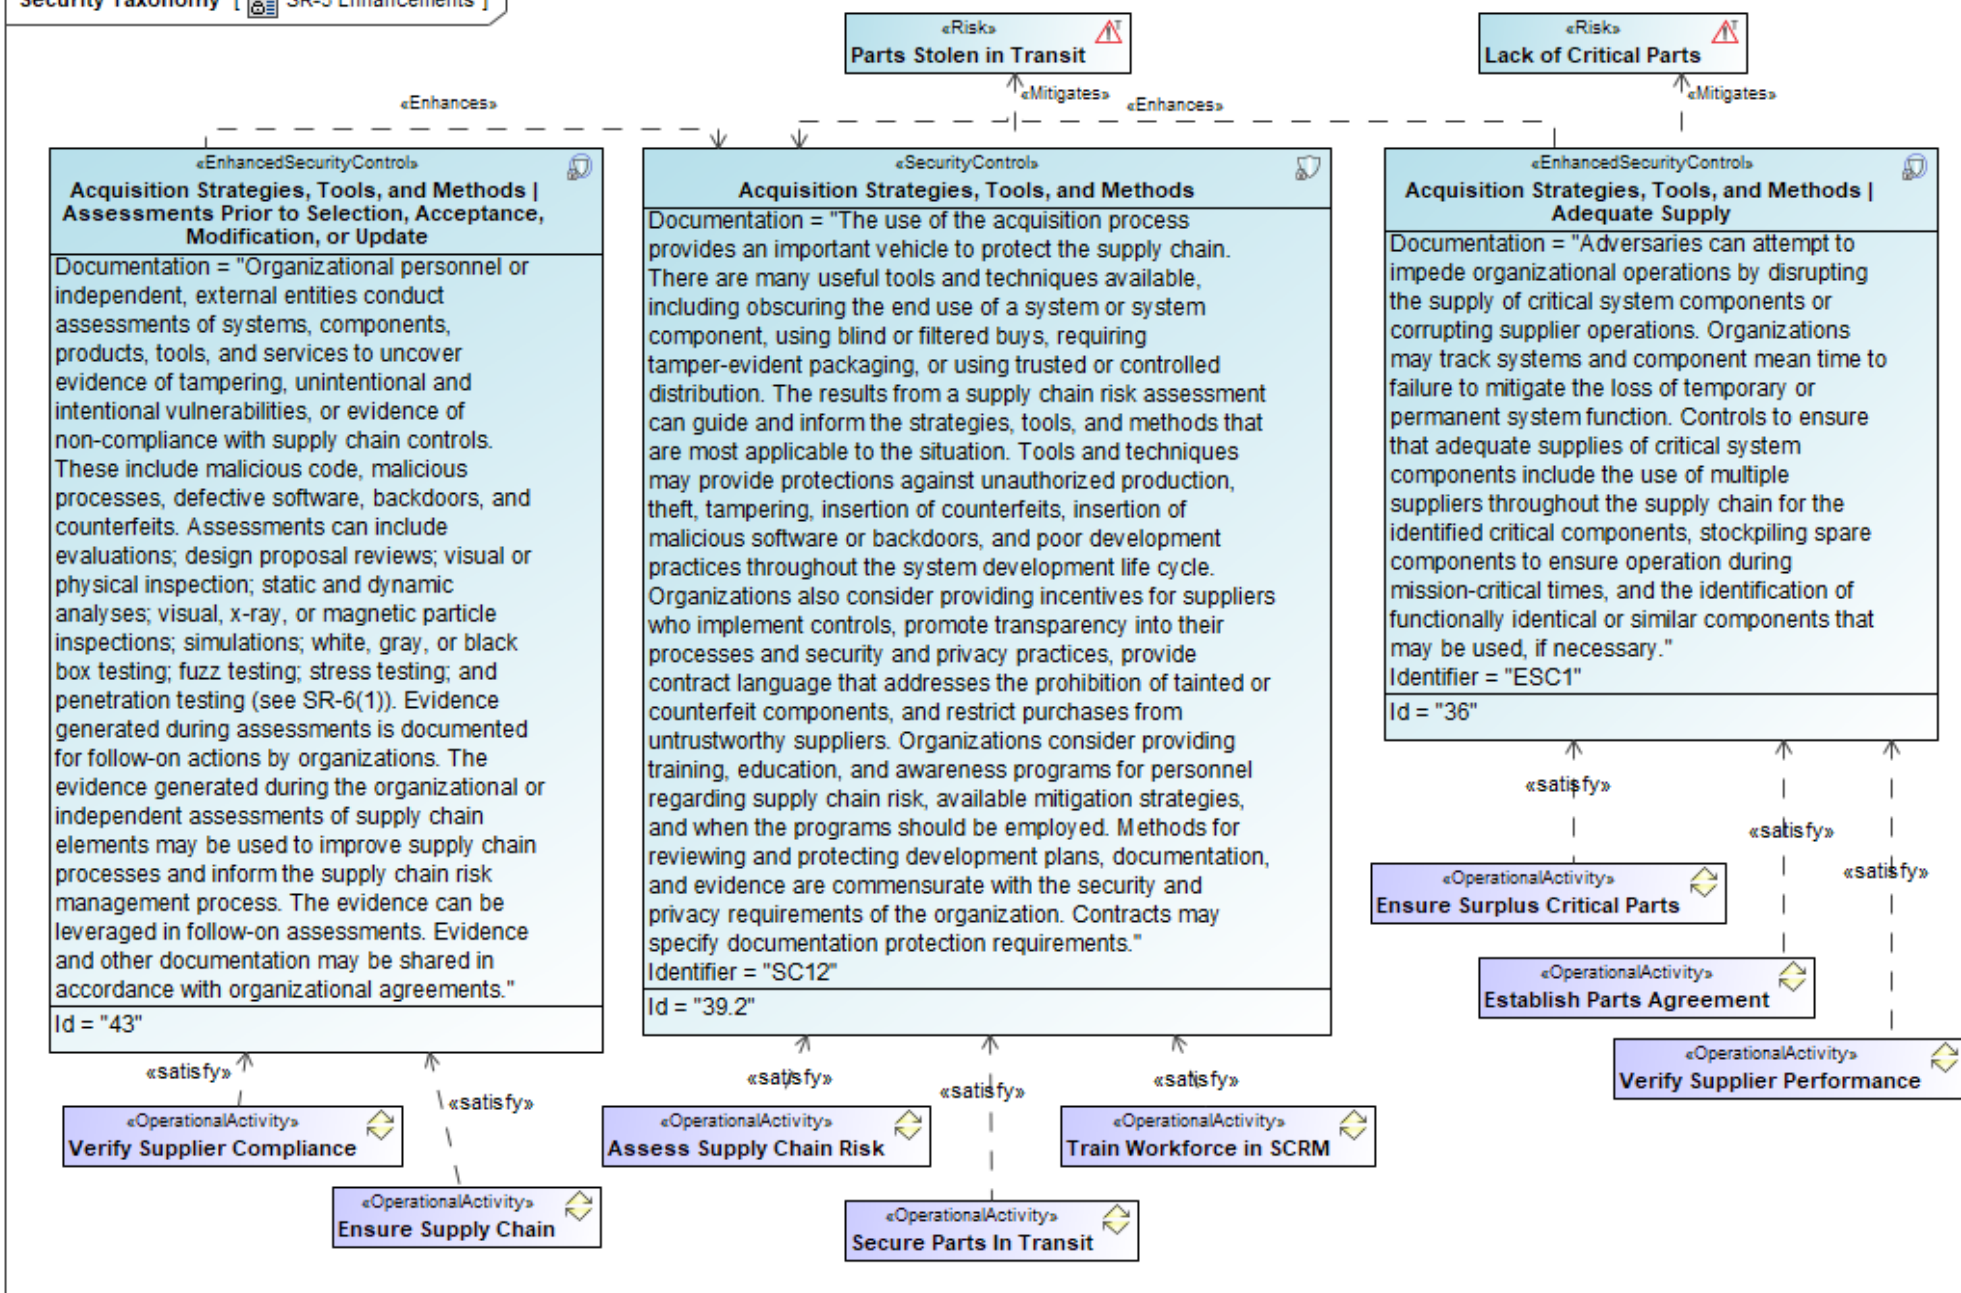 Security Taxonomy [ SR-5 Enhancements ]
«Risk»
Parts Stolen in Transit
«Risk»
Lack of Critical Parts
«Enhances»
«Mitigates»
«Enhances»
«Mitigates»
«EnhancedSecurityControl»
Acquisition Strategies, Tools, and Methods |
Assessments Prior to Selection, Acceptance,
Modification, or Update
Documentation = "Organizational personnel or
independent, external entities conduct
assessments of systems, components,
products, tools, and services to uncover
evidence of tampering, unintentional and
intentional vulnerabilities, or evidence of
non-compliance with supply chain controls.
These include malicious code, malicious
processes, defective software, backdoors, and
counterfeits. Assessments can include
evaluations; design proposal reviews; visual or
physical inspection; static and dynamic
analyses; visual, x-ray, or magnetic particle
inspections; simulations; white, gray, or black
box testing; fuzz testing; stress testing; and
penetration testing (see SR-6(1)). Evidence
generated during assessments is documented
for follow-on actions by organizations. The
evidence generated during the organizational or
independent assessments of supply chain
elements may be used to improve supply chain
processes and inform the supply chain risk
management process. The evidence can be
leveraged in follow-on assessments. Evidence
and other documentation may be shared in
accordance with organizational agreements."
Id = "43"
«SecurityControl»
Acquisition Strategies, Tools, and Methods
Documentation = "The use of the acquisition process
provides an important vehicle to protect the supply chain.
There are many useful tools and techniques available,
including obscuring the end use of a system or system
component, using blind or filtered buys, requiring
tamper-evident packaging, or using trusted or controlled
distribution. The results from a supply chain risk assessment
can guide and inform the strategies, tools, and methods that
are most applicable to the situation. Tools and techniques
may provide protections against unauthorized production,
theft, tampering, insertion of counterfeits, insertion of
malicious software or backdoors, and poor development
practices throughout the system development life cycle.
Organizations also consider providing incentives for suppliers
who implement controls, promote transparency into their
processes and security and privacy practices, provide
contract language that addresses the prohibition of tainted or
counterfeit components, and restrict purchases from
untrustworthy suppliers. Organizations consider providing
training, education, and awareness programs for personnel
regarding supply chain risk, available mitigation strategies,
and when the programs should be employed. Methods for
reviewing and protecting development plans, documentation,
and evidence are commensurate with the security and
privacy requirements of the organization. Contracts may
specify documentation protection requirements."
Identifier = "SC12"
Id = "39.2"
«EnhancedSecurityControl»
Acquisition Strategies, Tools, and Methods |
Adequate Supply
Documentation = "Adversaries can attempt to
impede organizational operations by disrupting
the supply of critical system components or
corrupting supplier operations. Organizations
may track systems and component mean time to
failure to mitigate the loss of temporary or
permanent system function. Controls to ensure
that adequate supplies of critical system
components include the use of multiple
suppliers throughout the supply chain for the
identified critical components, stockpiling spare
components to ensure operation during
mission-critical times, and the identification of
functionally identical or similar components that
may be used, if necessary."
Identifier = "ESC1"
Id = "36"
«satisfy»
«satisfy»
«satisfy»
«OperationalActivity»
Ensure Surplus Critical Parts
«OperationalActivity»
Establish Parts Agreement
«OperationalActivity»
Verify Supplier Performance
«satisfy»
«satisfy»
«OperationalActivity»
Verify Supplier Compliance
«OperationalActivity»
Ensure Supply Chain
«satisfy»
«satisfy»
«satisfy»
«OperationalActivity»
Assess Supply Chain Risk
«OperationalActivity»
Train Workforce in SCRM
«OperationalActivity»
Secure Parts In Transit